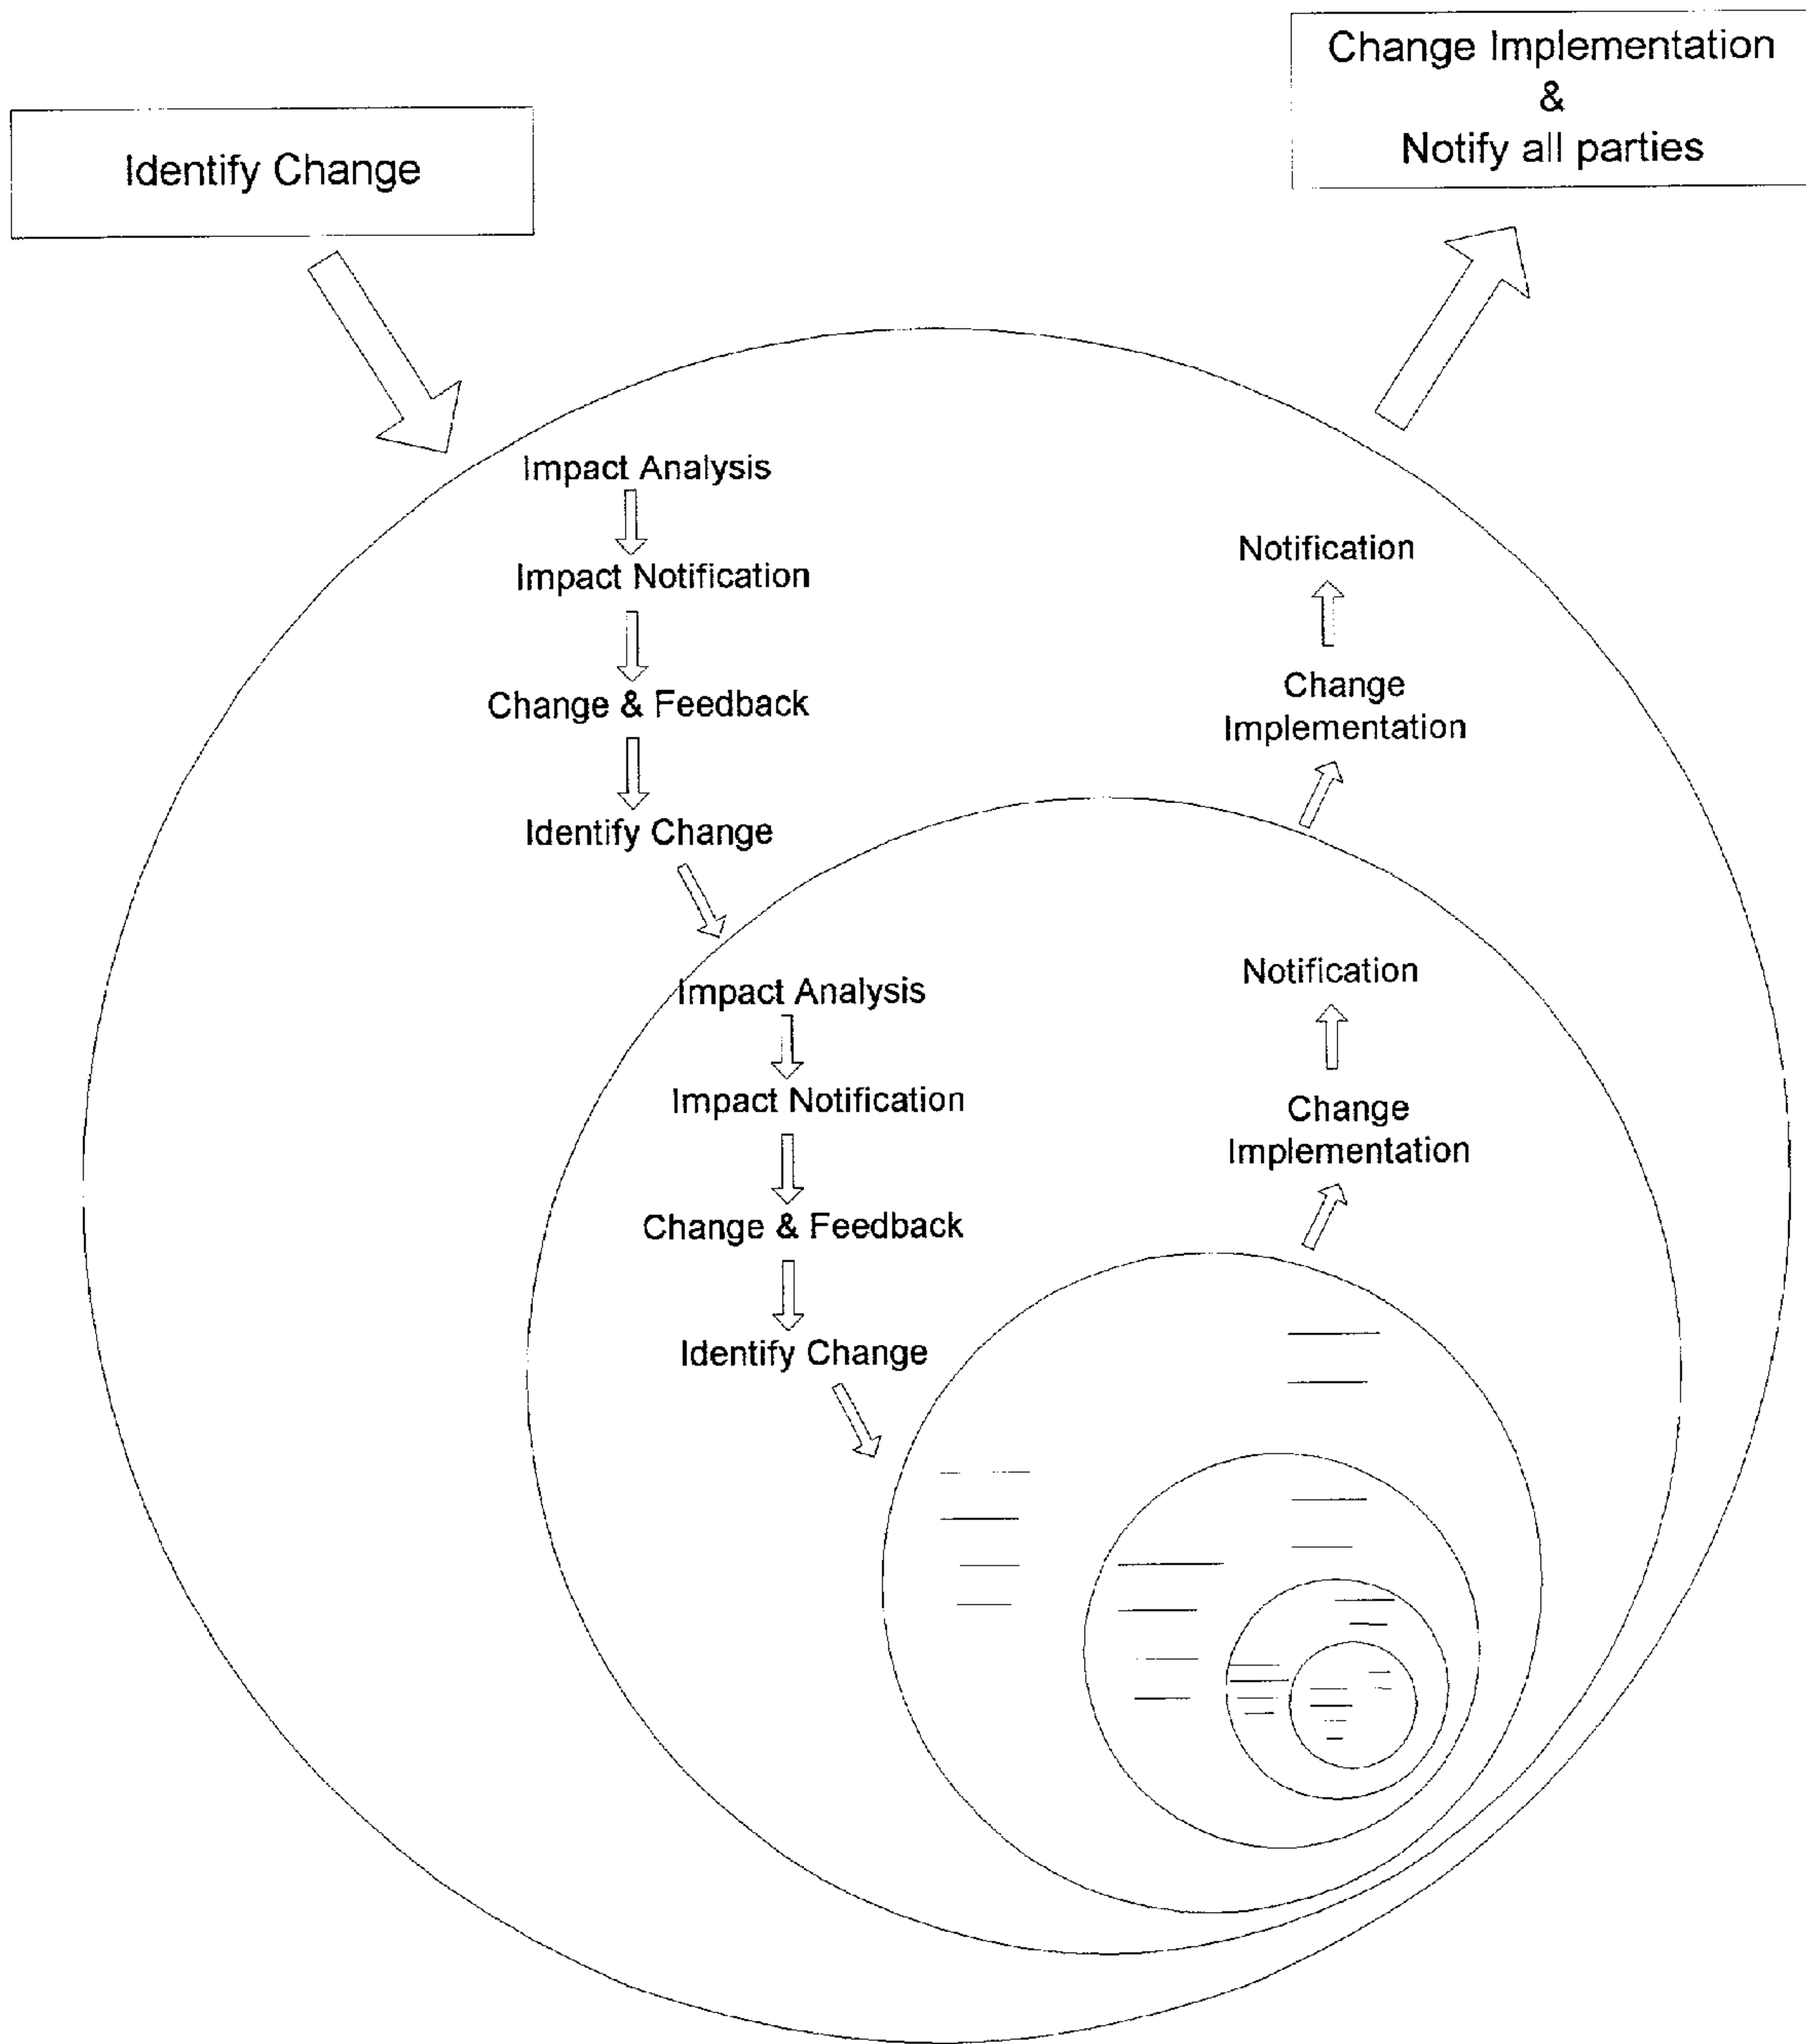 Change Implementation
&
Notify all parties
Identify Change
Impact Analysis
Impact Notification
Change & Feedback
Identify Change
Notification
Change
Implementation
Impact Analysis
Impact Notification
Change & Feedback
Identify Change
Notification
Change
Implementation